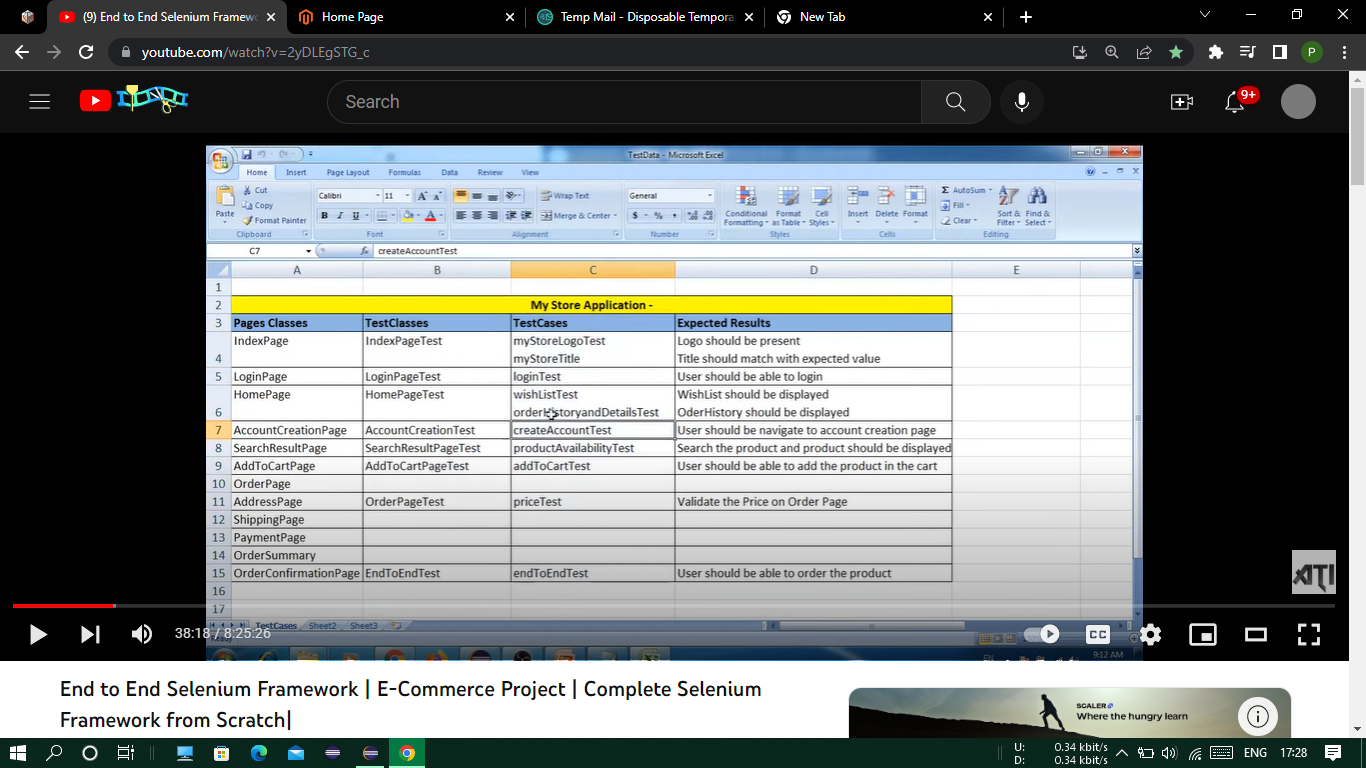 (9) End to End Selenium Framewo
Home Page
Temp Mail - Disposable Tempora
New Tab
youtube.com/watch?v=2yDLEgSTG_c
P
Search
9+
TestData - Microsoft Excel
Home Insert Page Layout Formulas Data Review View
Cut
Copy
Format Painter
Paste
Clipboard
Calibri 11
B I U
Font
Wrap Text
Merge & Center
Alignment
General
$ % ,
Number
Conditional Formatting
Format as Table
Cell Styles
Styles
Insert Delete Format
Cells
Σ AutoSum
Fill
Clear
Sort & Filter
Find & Select
Editing
C7 fx createAccountTest
A B C D E
1
2 My Store Application -
3 Pages Classes TestClasses TestCases Expected Results
IndexPage IndexPageTest myStoreLogoTest Logo should be present
4 myStoreTitle Title should match with expected value
5 LoginPage LoginPageTest loginTest User should be able to login
HomePage HomePageTest wishListTest WishList should be displayed
6 orderHistoryandDetailsTest OderHistory should be displayed
7 AccountCreationPage AccountCreationTest createAccountTest User should be navigate to account creation page
8 SearchResultPage SearchResultPageTest productAvailabilityTest Search the product and product should be displayed
9 AddToCartPage AddToCartPageTest addToCartTest User should be able to add the product in the cart
10 OrderPage
11 AddressPage OrderPageTest priceTest Validate the Price on Order Page
12 ShippingPage
13 PaymentPage
14 OrderSummary
15 OrderConfirmationPage EndToEndTest endToEndTest User should be able to order the product
16
17
TestCases Sheet2 Sheet3
Ready
ATI
38:18 / 8:25:26
CC
EN
9:12 AM
End to End Selenium Framework | E-Commerce Project | Complete Selenium
Framework from Scratch|
SCALER
Where the hungry learn
U: 0.34 kbit/s
D: 0.34 kbit/s
ENG
17:28